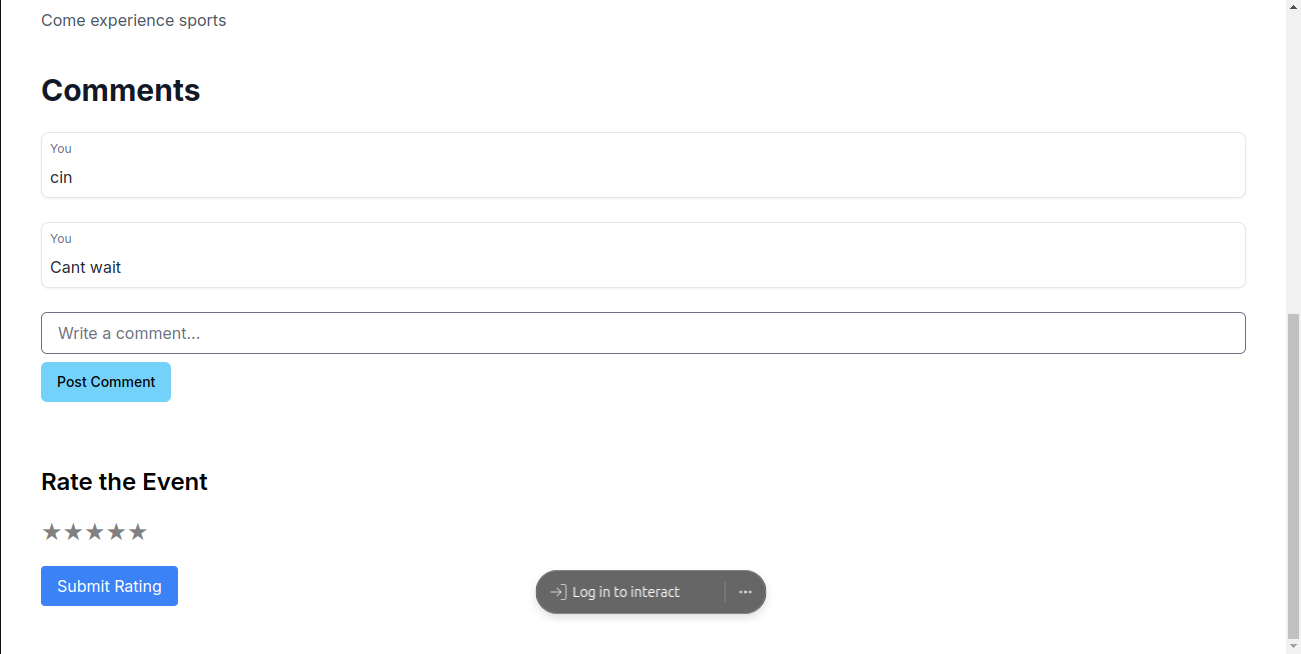 Come experience sports
Comments
You
cin
You
Cant wait
Write a comment...
Post Comment
Rate the Event
★★★★★
Submit Rating
Log in to interact